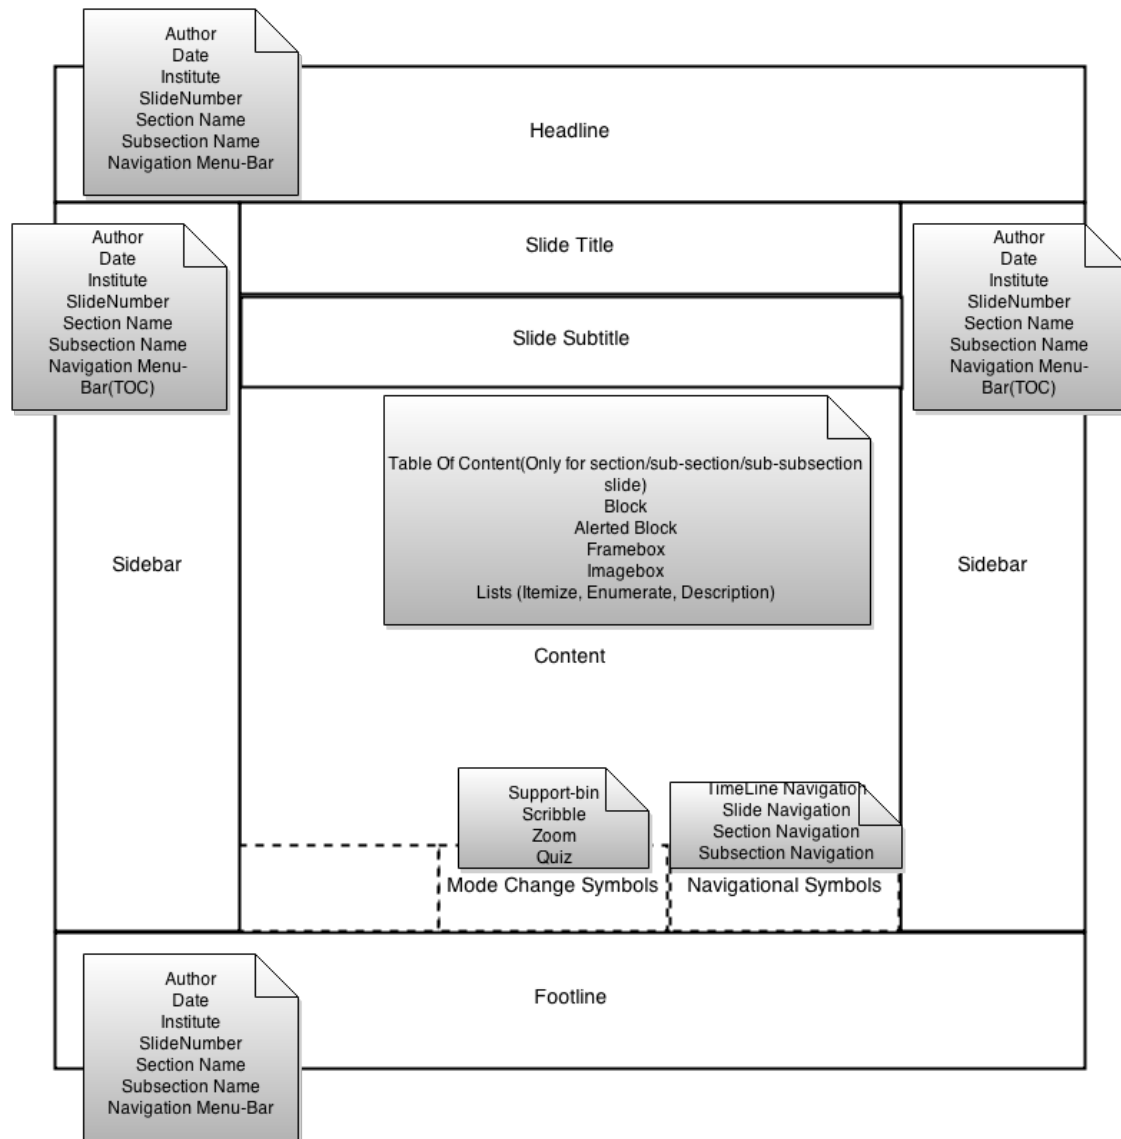 Author
Date
Institute
SlideNumber
Section Name
Subsection Name
Navigation Menu-Bar
Headline
Author
Date
Institute
SlideNumber
Section Name
Subsection Name
Navigation Menu-
Bar(TOC)
Slide Title
Slide Subtitle
Author
Date
Institute
SlideNumber
Section Name
Subsection Name
Navigation Menu-
Bar(TOC)
Table Of Content(Only for section/sub-section/sub-subsection
slide)
Block
Alerted Block
Framebox
Imagebox
Lists (Itemize, Enumerate, Description)
Sidebar
Sidebar
Content
Support-bin
Scribble
Zoom
Quiz
Mode Change Symbols
TimeLine Navigation
Slide Navigation
Section Navigation
Subsection Navigation
Navigational Symbols
Footline
Author
Date
Institute
SlideNumber
Section Name
Subsection Name
Navigation Menu-Bar